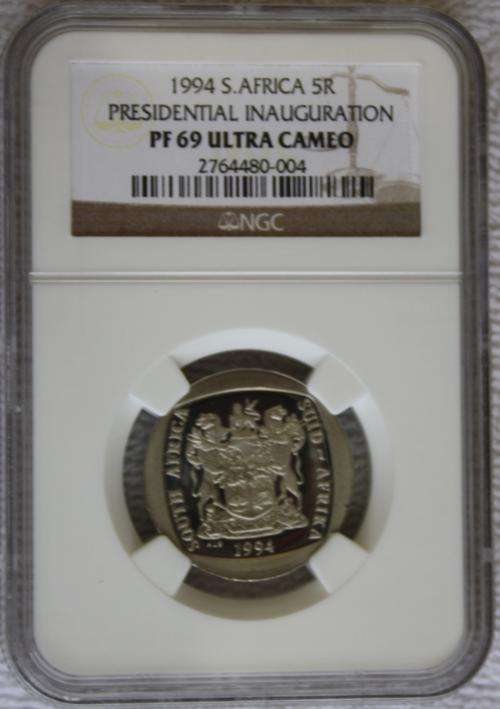 1994 S.AFRICA 5R
PRESIDENTIAL INAUGURATION
PF 69 ULTRA CAMEO
2764480-004
NGC
SOUTH AFRICA
SUID-AFRIKA
1994